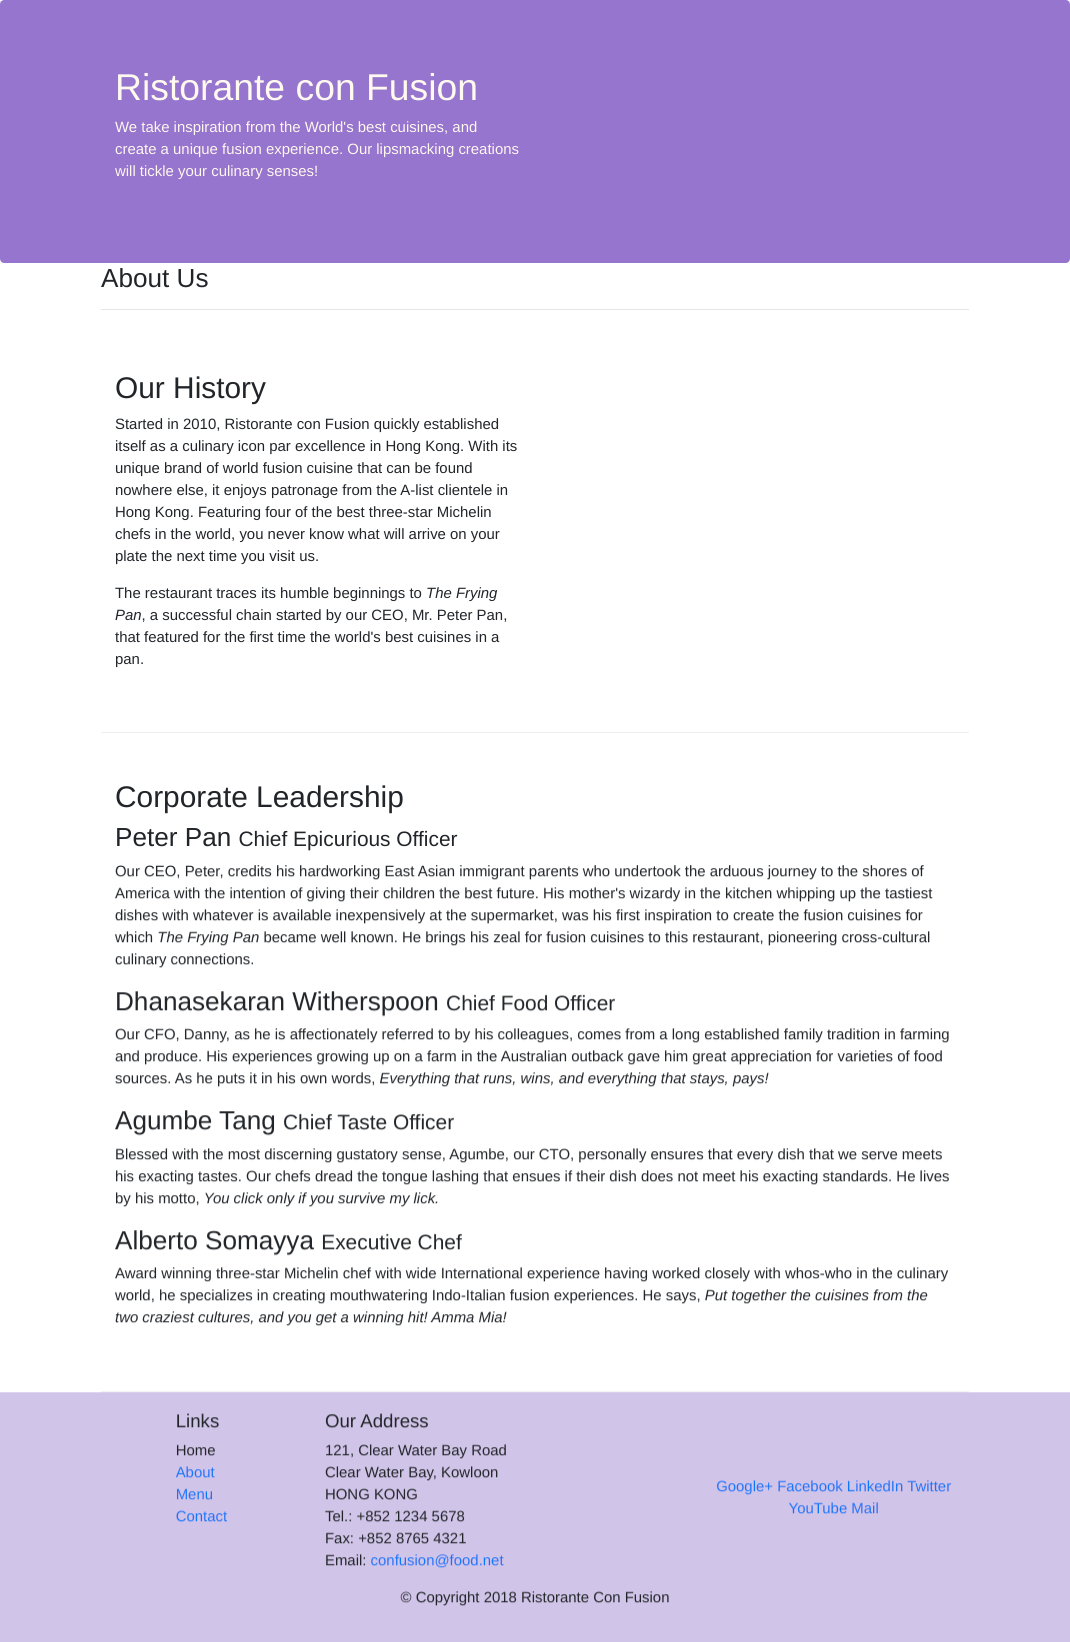 Ristorante con Fusion
We take inspiration from the World's best cuisines, and
create a unique fusion experience. Our lipsmacking creations
will tickle your culinary senses!
About Us
Our History
Started in 2010, Ristorante con Fusion quickly established
itself as a culinary icon par excellence in Hong Kong. With its
unique brand of world fusion cuisine that can be found
nowhere else, it enjoys patronage from the A-list clientele in
Hong Kong. Featuring four of the best three-star Michelin
chefs in the world, you never know what will arrive on your
plate the next time you visit us.
The restaurant traces its humble beginnings to The Frying
Pan, a successful chain started by our CEO, Mr. Peter Pan,
that featured for the first time the world's best cuisines in a
pan.
Corporate Leadership
Peter Pan Chief Epicurious Officer
Our CEO, Peter, credits his hardworking East Asian immigrant parents who undertook the arduous journey to the shores of
America with the intention of giving their children the best future. His mother's wizardy in the kitchen whipping up the tastiest
dishes with whatever is available inexpensively at the supermarket, was his first inspiration to create the fusion cuisines for
which The Frying Pan became well known. He brings his zeal for fusion cuisines to this restaurant, pioneering cross-cultural
culinary connections.
Dhanasekaran Witherspoon Chief Food Officer
Our CFO, Danny, as he is affectionately referred to by his colleagues, comes from a long established family tradition in farming
and produce. His experiences growing up on a farm in the Australian outback gave him great appreciation for varieties of food
sources. As he puts it in his own words, Everything that runs, wins, and everything that stays, pays!
Agumbe Tang Chief Taste Officer
Blessed with the most discerning gustatory sense, Agumbe, our CTO, personally ensures that every dish that we serve meets
his exacting tastes. Our chefs dread the tongue lashing that ensues if their dish does not meet his exacting standards. He lives
by his motto, You click only if you survive my lick.
Alberto Somayya Executive Chef
Award winning three-star Michelin chef with wide International experience having worked closely with whos-who in the culinary
world, he specializes in creating mouthwatering Indo-Italian fusion experiences. He says, Put together the cuisines from the
two craziest cultures, and you get a winning hit! Amma Mia!
Links
Home
About
Menu
Contact
Our Address
121, Clear Water Bay Road
Clear Water Bay, Kowloon
HONG KONG
Tel.: +852 1234 5678
Fax: +852 8765 4321
Email: confusion@food.net
Google+ Facebook LinkedIn Twitter
YouTube Mail
© Copyright 2018 Ristorante Con Fusion